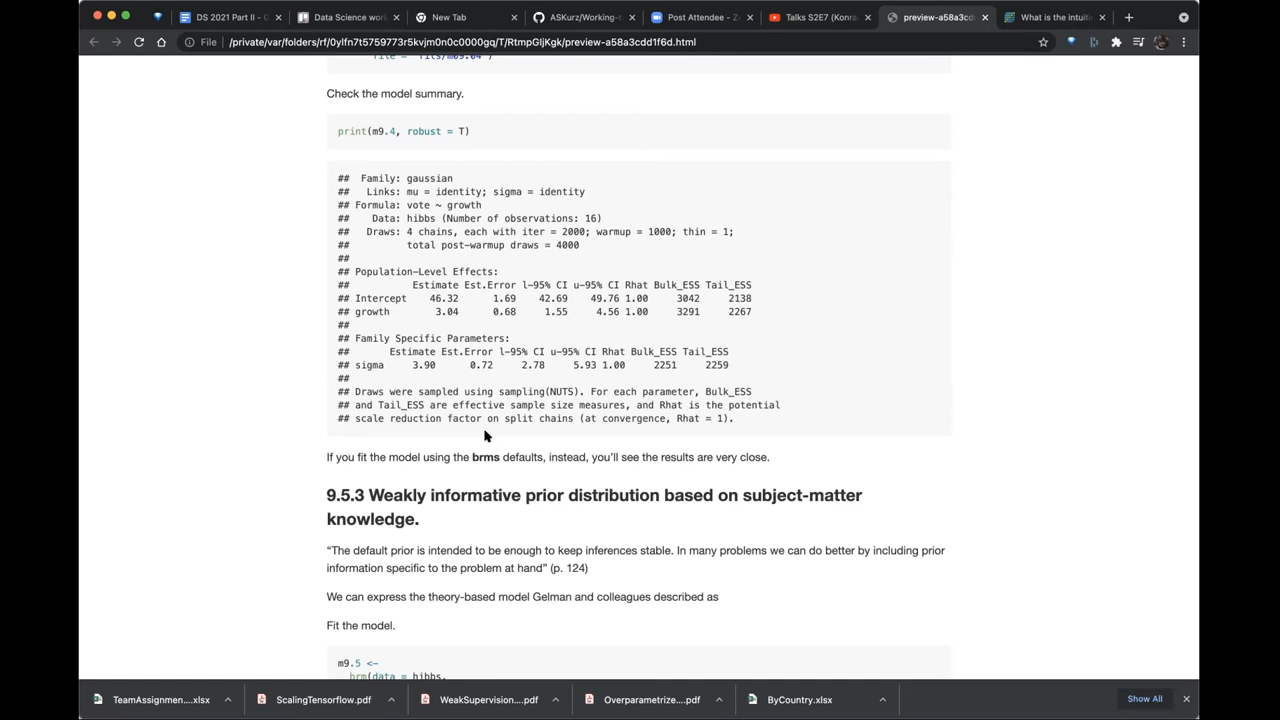 DS 2021 Part II - (
Data Science wor
New Tab
ASKurz/Working-t
Post Attendee - Ze
Talks S2E7 (Konra
preview-a58a3cdd
What is the intuiti
File /private/var/folders/rf/0ylfn7t5759773_5kvjm0n0c0000gq/T/RtmpGIjKgk/preview-a58a3cdd1f6d.html
file = "fits/m09.04")
Check the model summary.
print(m9.4, robust = T)
## Family: gaussian
## Links: mu = identity; sigma = identity
## Formula: vote ~ growth
## Data: hibbs (Number of observations: 16)
## Draws: 4 chains, each with iter = 2000; warmup = 1000; thin = 1;
## total post-warmup draws = 4000
##
## Population-Level Effects:
## Estimate Est.Error l-95% CI u-95% CI Rhat Bulk_ESS Tail_ESS
## Intercept 46.32 1.69 42.69 49.76 1.00 3042 2138
## growth 3.04 0.68 1.55 4.56 1.00 3291 2267
##
## Family Specific Parameters:
## Estimate Est.Error l-95% CI u-95% CI Rhat Bulk_ESS Tail_ESS
## sigma 3.90 0.72 2.78 5.93 1.00 2251 2259
##
## Draws were sampled using sampling(NUTS). For each parameter, Bulk_ESS
## and Tail_ESS are effective sample size measures, and Rhat is the potential
## scale reduction factor on split chains (at convergence, Rhat = 1).
If you fit the model using the brms defaults, instead, you'll see the results are very close.
9.5.3 Weakly informative prior distribution based on subject-matter
knowledge.
“The default prior is intended to be enough to keep inferences stable. In many problems we can do better by including prior
information specific to the problem at hand” (p. 124)
We can express the theory-based model Gelman and colleagues described as
Fit the model.
m9.5 <-
brm(data = hibbs,
TeamAssignmen....xlsx
ScalingTensorflow.pdf
WeakSupervision....pdf
Overparametrize....pdf
ByCountry.xlsx
Show All